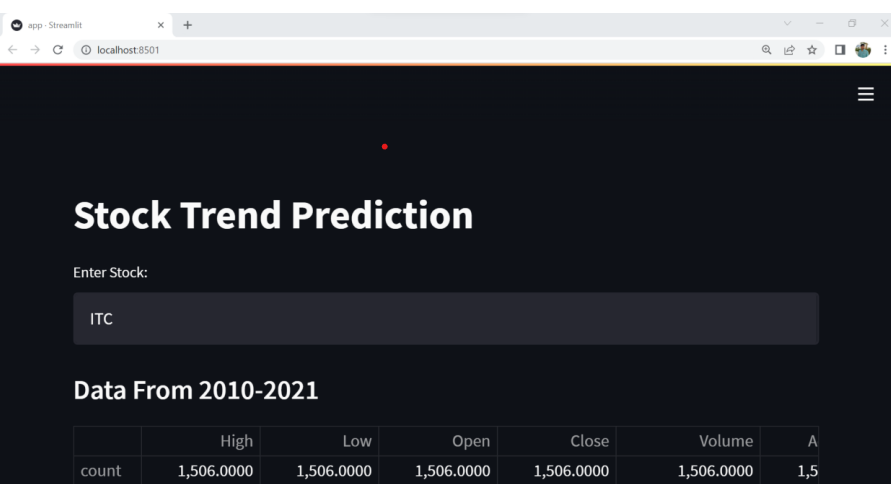 app · Streamlit
localhost:8501
Stock Trend Prediction
Enter Stock:
ITC
Data From 2010-2021
High Low Open Close Volume A
count 1,506.0000 1,506.0000 1,506.0000 1,506.0000 1,506.0000 1,5